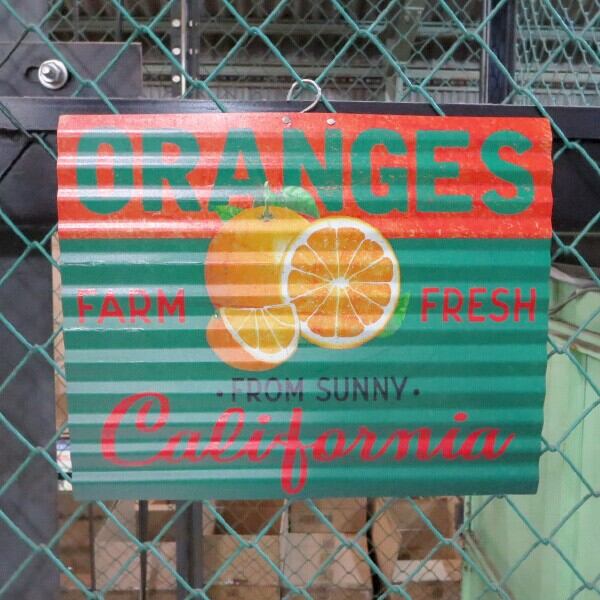 ORANGES
FARM FRESH
• FROM SUNNY •
California